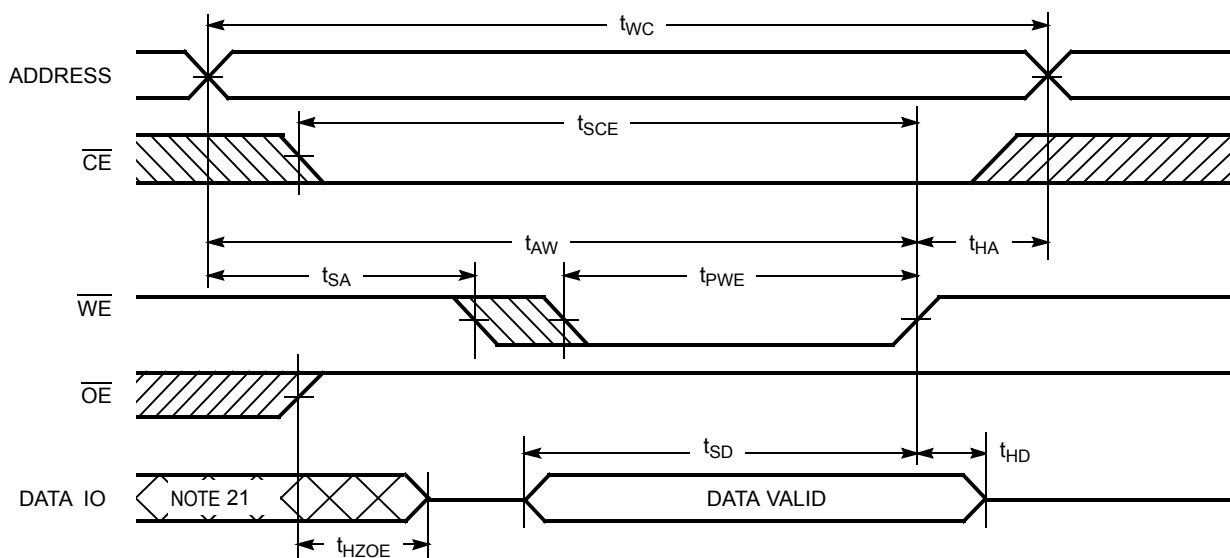 tWC
ADDRESS
tSCE
CE
tAW
tHA
tSA
tPWE
WE
OE
tSD
tHD
DATA IO
NOTE 21
DATA VALID
tHZOE